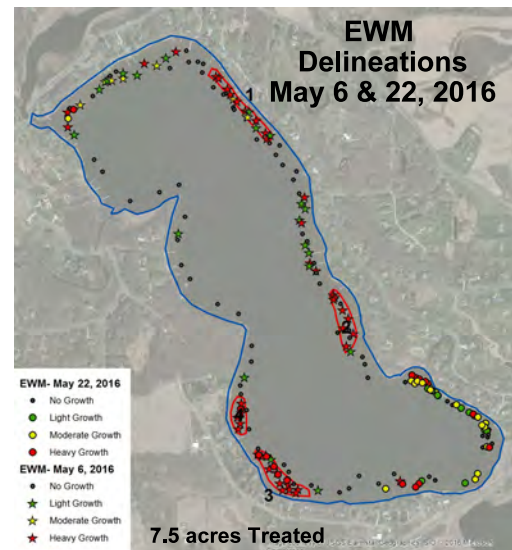 EWM
Delineations
May 6 & 22, 2016
1
2
4
3
EWM- May 22, 2016
No Growth
Light Growth
Moderate Growth
Heavy Growth
EWM- May 6, 2016
No Growth
Light Growth
Moderate Growth
Heavy Growth
7.5 acres Treated